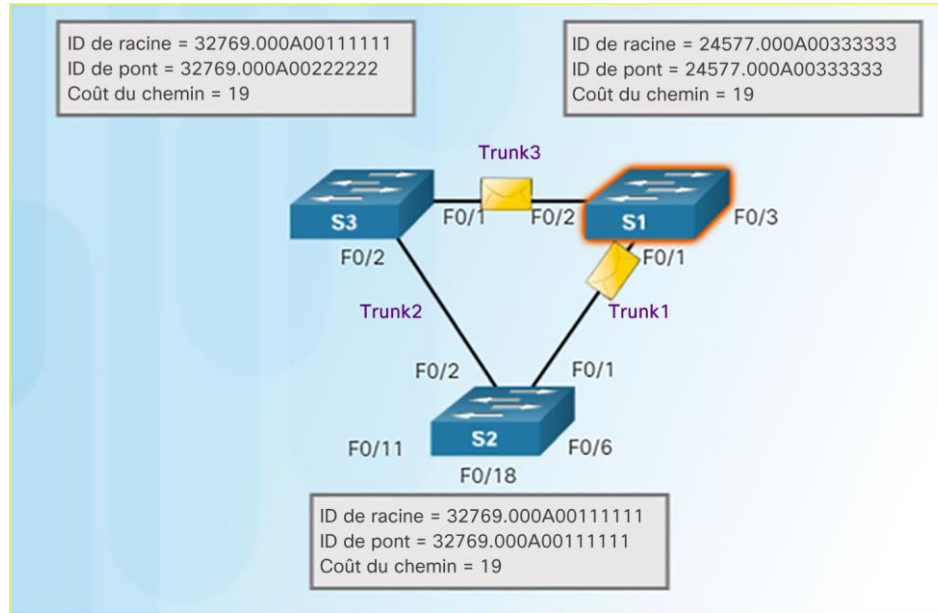 ID de racine = 32769.000A00111111
ID de pont = 32769.000A00222222
Coût du chemin = 19
ID de racine = 24577.000A00333333
ID de pont = 24577.000A00333333
Coût du chemin = 19
Trunk3
S3
F0/1
F0/2
S1
F0/3
F0/2
F0/1
Trunk2
Trunk1
F0/2
F0/1
F0/11
S2
F0/6
F0/18
ID de racine = 32769.000A00111111
ID de pont = 32769.000A00111111
Coût du chemin = 19